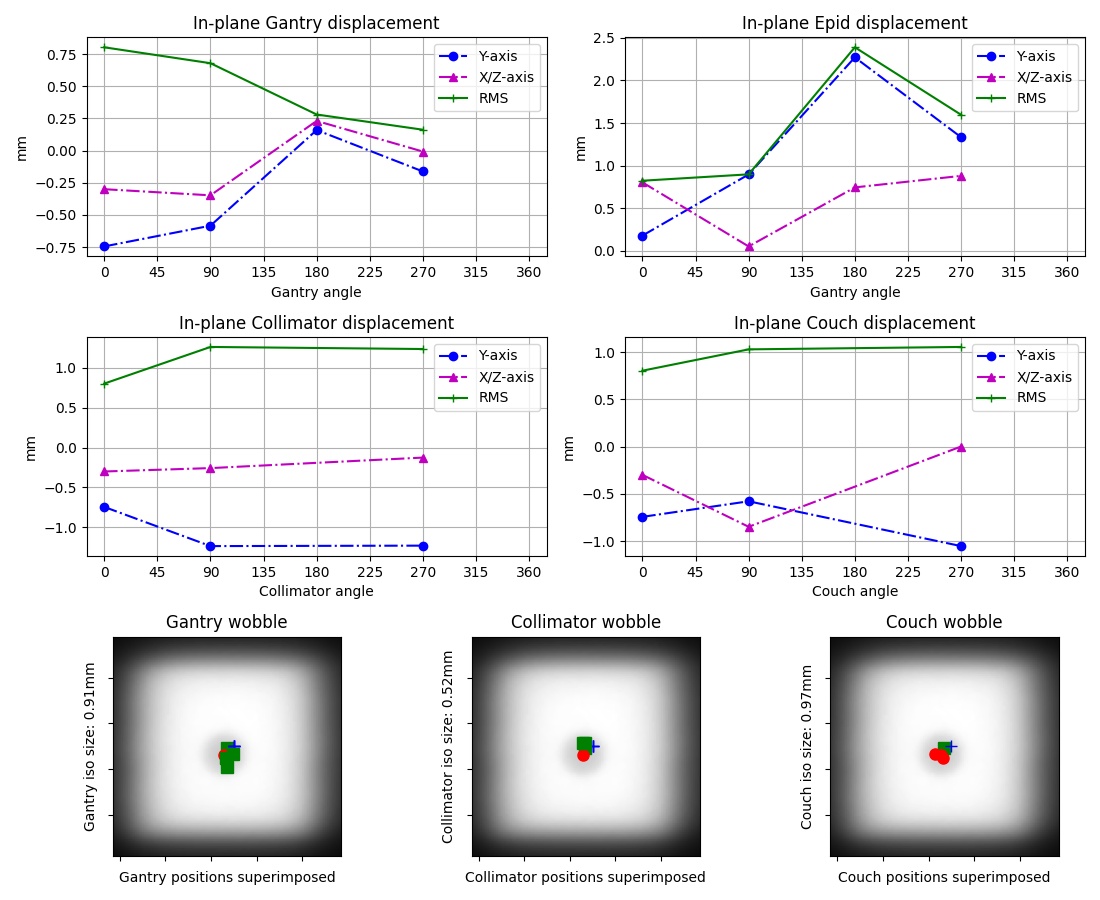 In-plane Gantry displacement
mm
0.75
0.50
0.25
0.00
−0.25
−0.50
−0.75
Y-axis
X/Z-axis
RMS
0 45 90 135 180 225 270 315 360
Gantry angle
In-plane Epid displacement
mm
2.5
2.0
1.5
1.0
0.5
0.0
Y-axis
X/Z-axis
RMS
0 45 90 135 180 225 270 315 360
Gantry angle
In-plane Collimator displacement
mm
1.0
0.5
0.0
−0.5
−1.0
Y-axis
X/Z-axis
RMS
0 45 90 135 180 225 270 315 360
Collimator angle
In-plane Couch displacement
mm
1.0
0.5
0.0
−0.5
−1.0
Y-axis
X/Z-axis
RMS
0 45 90 135 180 225 270 315 360
Couch angle
Gantry wobble
Gantry iso size: 0.91mm
Gantry positions superimposed
Collimator wobble
Collimator iso size: 0.52mm
Collimator positions superimposed
Couch wobble
Couch iso size: 0.97mm
Couch positions superimposed